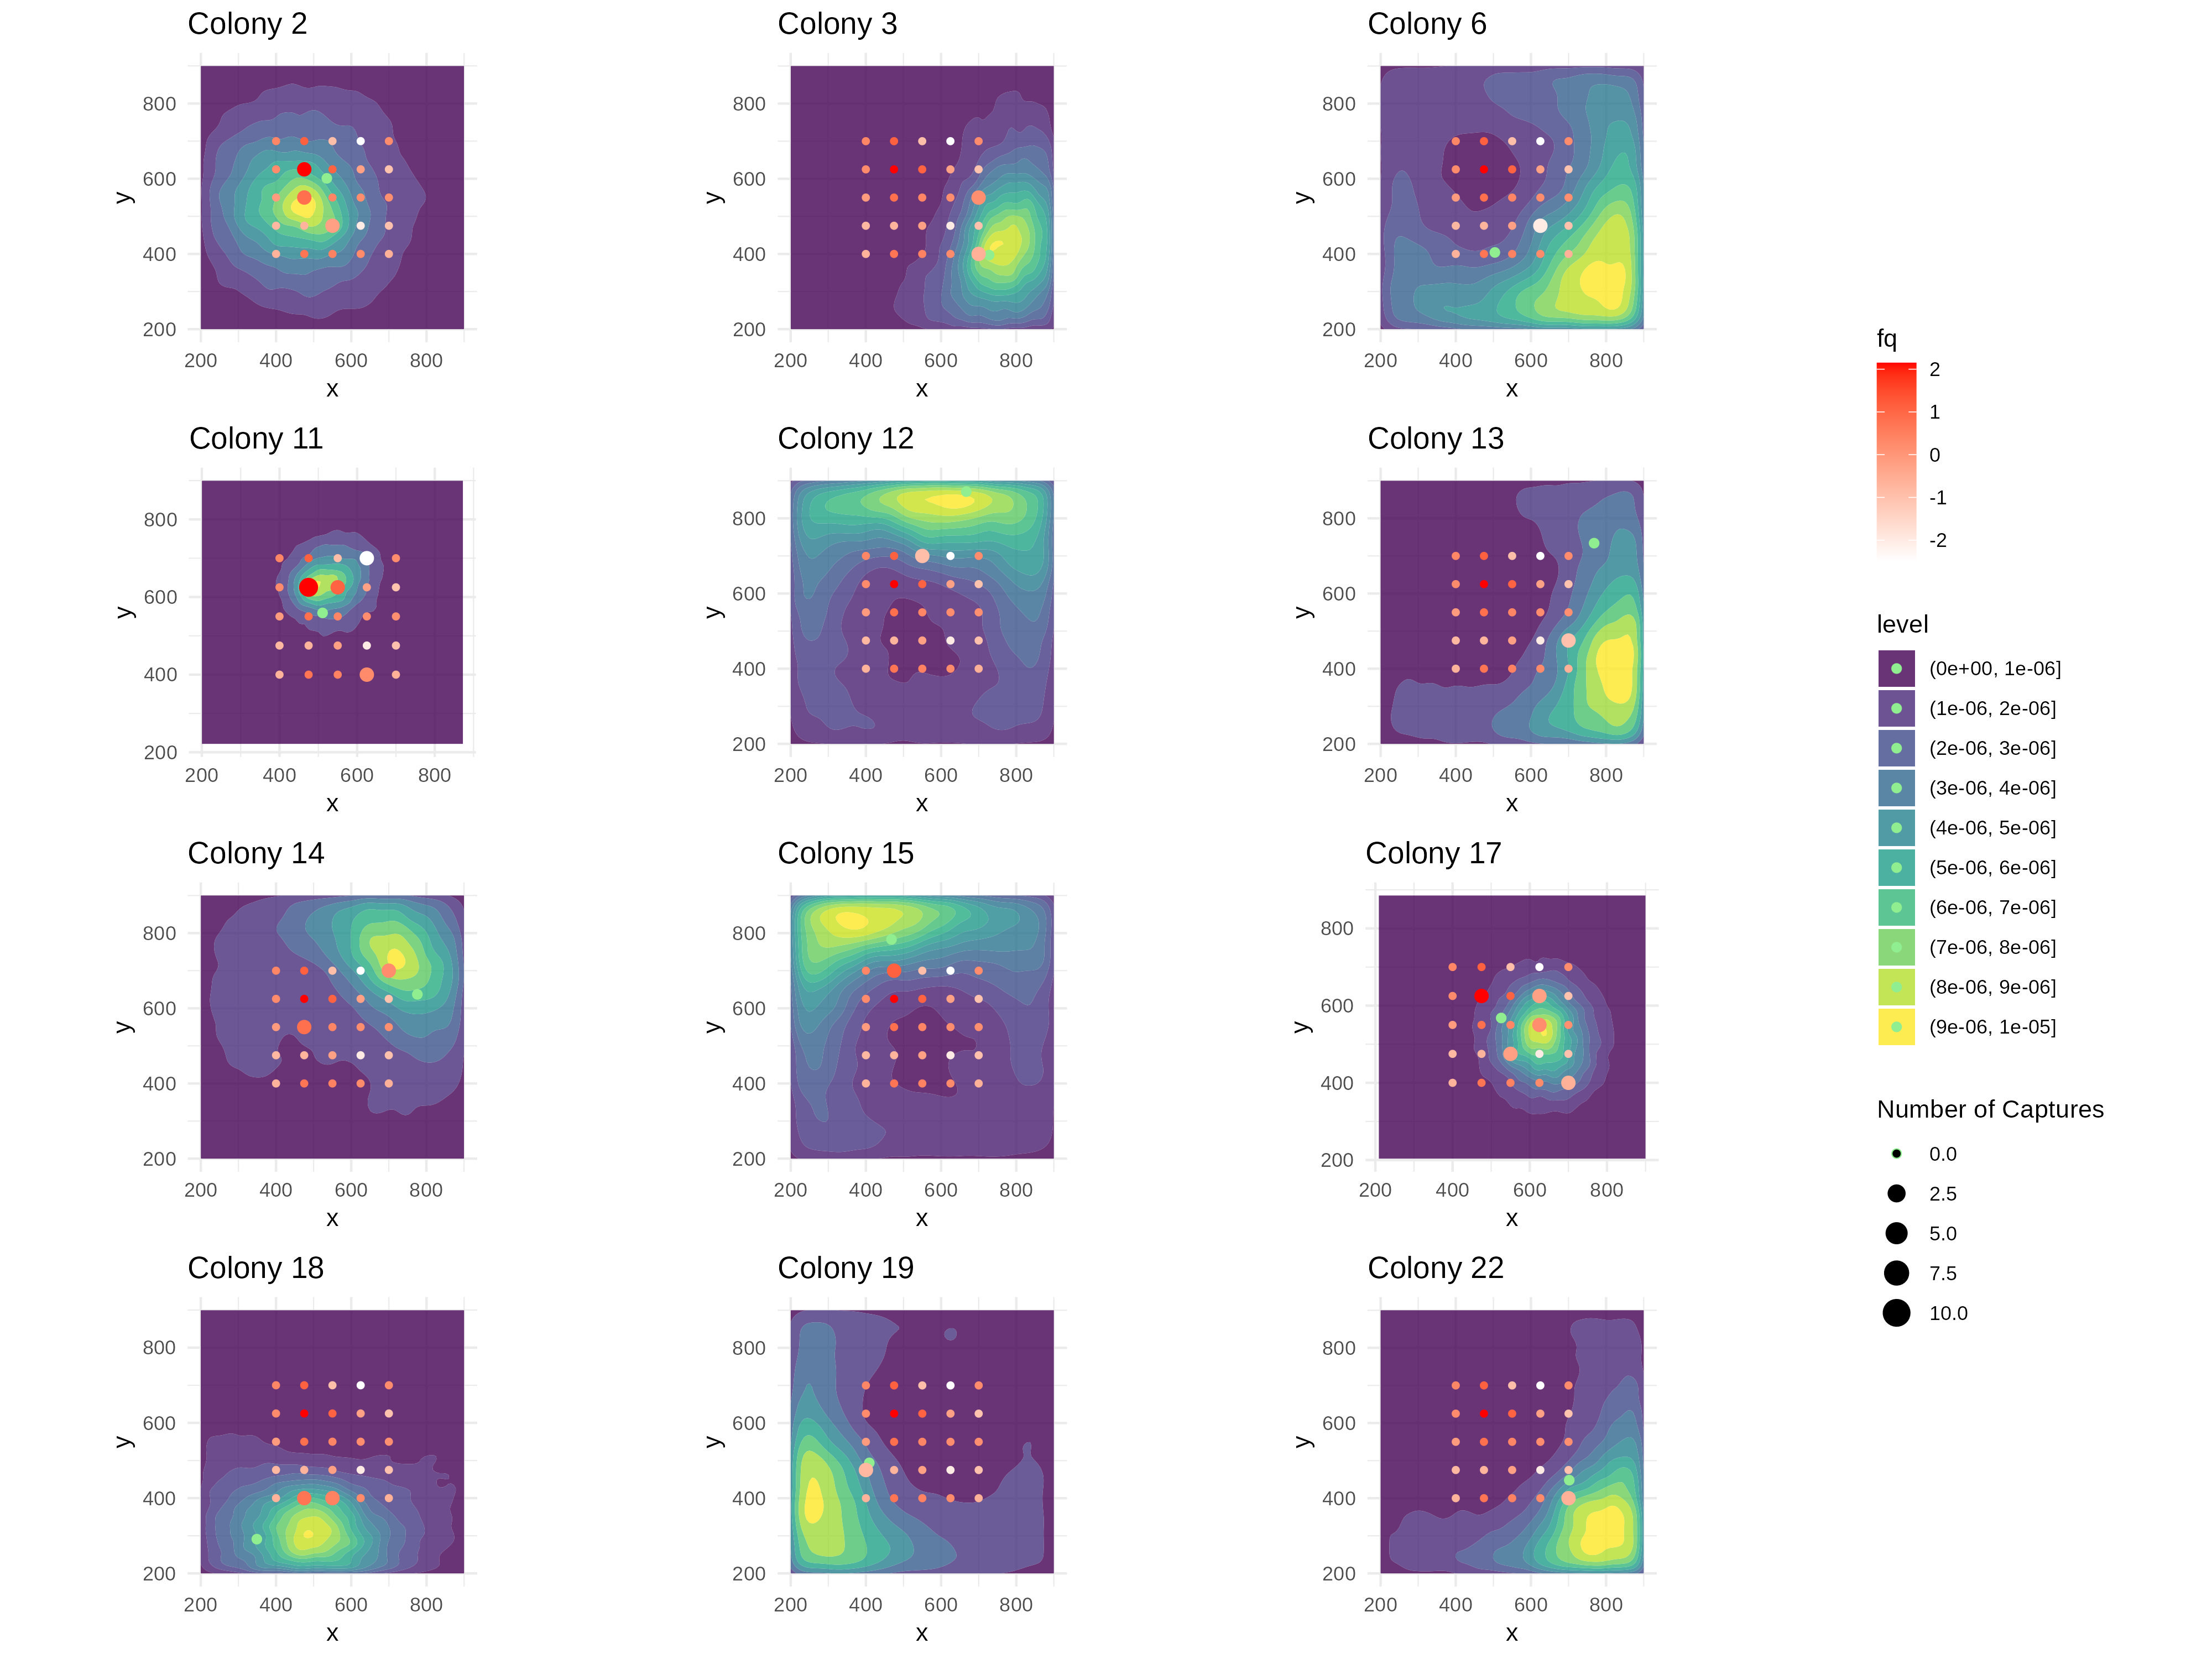 Colony 2
Colony 3
Colony 6
y
800
600
400
200
200 400 600 800
x
y
800
600
400
200
200 400 600 800
x
y
800
600
400
200
200 400 600 800
x
Colony 11
Colony 12
Colony 13
y
800
600
400
200
200 400 600 800
x
y
800
600
400
200
200 400 600 800
x
y
800
600
400
200
200 400 600 800
x
Colony 14
Colony 15
Colony 17
y
800
600
400
200
200 400 600 800
x
y
800
600
400
200
200 400 600 800
x
y
800
600
400
200
200 400 600 800
x
Colony 18
Colony 19
Colony 22
y
800
600
400
200
200 400 600 800
x
y
800
600
400
200
200 400 600 800
x
y
800
600
400
200
200 400 600 800
x
fq
2
1
0
-1
-2
level
(0e+00, 1e-06]
(1e-06, 2e-06]
(2e-06, 3e-06]
(3e-06, 4e-06]
(4e-06, 5e-06]
(5e-06, 6e-06]
(6e-06, 7e-06]
(7e-06, 8e-06]
(8e-06, 9e-06]
(9e-06, 1e-05]
Number of Captures
0.0
2.5
5.0
7.5
10.0